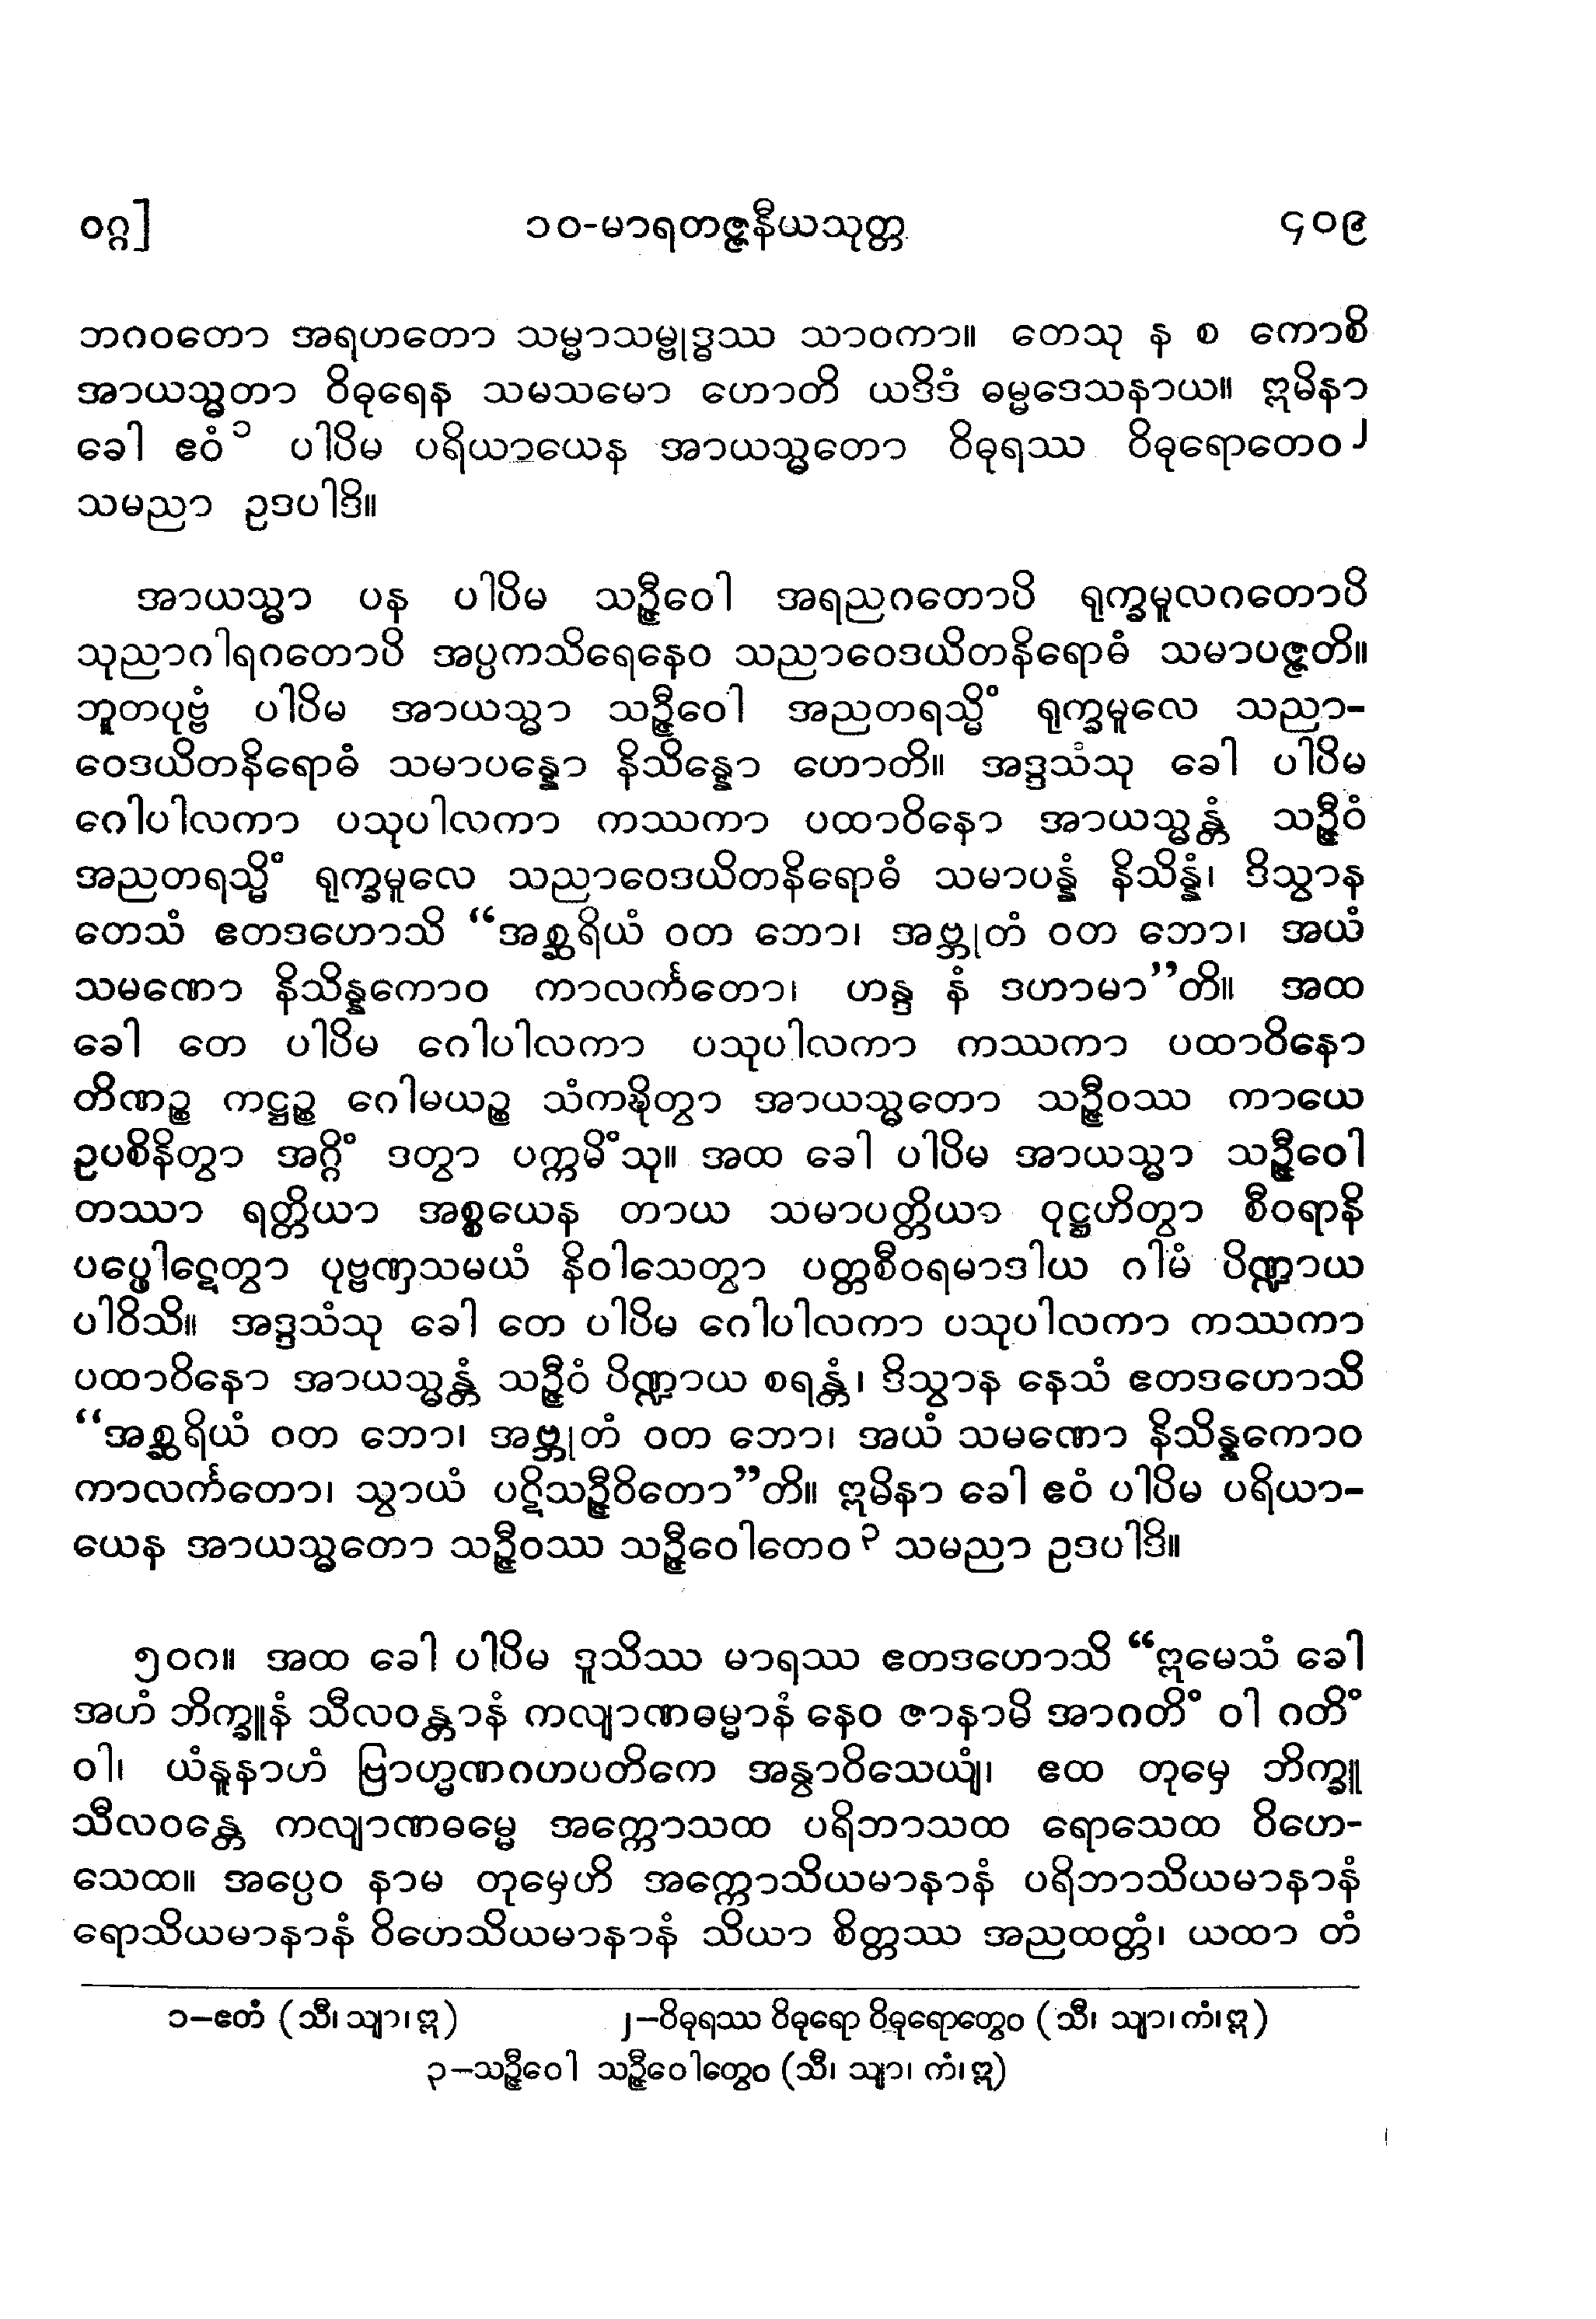 ဝဂ္ဂ]
၁၀-မာရတဇ္ဇနီယသုတ္တ
၄၀၉
ဘဂဝတော အရဟတော သမ္မာသမ္ဗုဒ္ဓဿ သာဝကာ။ တေသု န စ ကောစိ
အာယသ္မတာ ဝိဓုရေန သမသမော ဟောတိ ယဒိဒံ ဓမ္မဒေသနာယ။ ဣမိနာ
ခေါ ဧဝံ ၁ ပါပိမ ပရိယာယေန အာယသ္မတော ဝိဓုရဿ ဝိဓုရောတေဝ ၂
သမညာ ဥဒပါဒိ။
အာယသ္မာ ပန ပါပိမ သဉ္ဇီဝေါ အရညဂတောပိ ရုက္ခမူလဂတောပိ
သုညာဂါရဂတောပိ အပ္ပကသိရေနေဝ သညာဝေဒယိတနိရောဓံ သမာပဇ္ဇတိ။
ဘူတပုဗ္ဗံ ပါပိမ အာယသ္မာ သဉ္ဇီဝေါ အညတရသ္မိံ ရုက္ခမူလေ သညာ-
ဝေဒယိတနိရောဓံ သမာပန္နော နိသိန္နော ဟောတိ။ အဒ္ဒသံသု ခေါ ပါပိမ
ဂေါပါလကာ ပသုပါလကာ ကဿကာ ပထာဝိနော အာယသ္မန္တံ သဉ္ဇီဝံ
အညတရသ္မိံ ရုက္ခမူလေ သညာဝေဒယိတနိရောဓံ သမာပန္နံ နိသိန္နံ၊ ဒိသွာန
တေသံ ဧတဒဟောသိ “အစ္ဆရိယံ ဝတ ဘော၊ အဗ္ဘုတံ ဝတ ဘော၊ အယံ
သမဏော နိသိန္နကောဝ ကာလင်္ကတော၊ ဟန္ဒ နံ ဒဟာမာ”တိ။ အထ
ခေါ တေ ပါပိမ ဂေါပါလကာ ပသုပါလကာ ကဿကာ ပထာဝိနော
တိဏဉ္စ ကဋ္ဌဉ္စ ဂေါမယဉ္စ သံကဍ္ဎိတွာ အာယသ္မတော သဉ္ဇီဝဿ ကာယေ
ဥပစိနိတွာ အဂ္ဂိံ ဒတွာ ပက္ကမိံသု။ အထ ခေါ ပါပိမ အာယသ္မာ သဉ္ဇီဝေါ
တဿာ ရတ္တိယာ အစ္စယေန တာယ သမာပတ္တိယာ ဝုဋ္ဌဟိတွာ စီဝရာနိ
ပပ္ဖေါဋေတွာ ပုဗ္ဗဏှသမယံ နိဝါသေတွာ ပတ္တစီဝရမာဒါယ ဂါမံ ပိဏ္ဍာယ
ပါဝိသိ။ အဒ္ဒသံသု ခေါ တေ ပါပိမ ဂေါပါလကာ ပသုပါလကာ ကဿကာ
ပထာဝိနော အာယသ္မန္တံ သဉ္ဇီဝံ ပိဏ္ဍာယ စရန္တံ၊ ဒိသွာန နေသံ ဧတဒဟောသိ
“အစ္ဆရိယံ ဝတ ဘော၊ အဗ္ဘုတံ ဝတ ဘော၊ အယံ သမဏော နိသိန္နကောဝ
ကာလင်္ကတော၊ သွာယံ ပဋိသဉ္ဇီဝိတော”တိ။ ဣမိနာ ခေါ ဧဝံ ပါပိမ ပရိယာ-
ယေန အာယသ္မတော သဉ္ဇီဝဿ သဉ္ဇီဝေါတေဝ ၃ သမညာ ဥဒပါဒိ။
၅၀၈။ အထ ခေါ ပါပိမ ဒူသိဿ မာရဿ ဧတဒဟောသိ “ဣမေသံ ခေါ
အဟံ ဘိက္ခူနံ သီလဝန္တာနံ ကလျာဏဓမ္မာနံ နေဝ ဇာနာမိ အာဂတိံ ဝါ ဂတိံ
ဝါ၊ ယံနူနာဟံ ဗြာဟ္မဏဂဟပတိကေ အနွာဝိသေယျံ၊ ဧထ တုမှေ ဘိက္ခူ
သီလဝန္တေ ကလျာဏဓမ္မေ အက္ကောသထ ပရိဘာသထ ရောသေထ ဝိဟေ-
သေထ။ အပ္ပေဝ နာမ တုမှေဟိ အက္ကောသိယမာနာနံ ပရိဘာသိယမာနာနံ
ရောသိယမာနာနံ ဝိဟေသိယမာနာနံ သိယာ စိတ္တဿ အညထတ္တံ၊ ယထာ တံ
၁–ဧတံ (သီ၊ သျာ၊ ဣ)
၂–ဝိဓုရဿ ဝိဓုရော ဝိဓုရောတွေဝ (သီ၊ သျာ၊ ကံ၊ ဣ)
၃–သဉ္ဇီဝေါ သဉ္ဇီဝေါတွေဝ (သီ၊ သျာ၊ ကံ၊ ဣ)